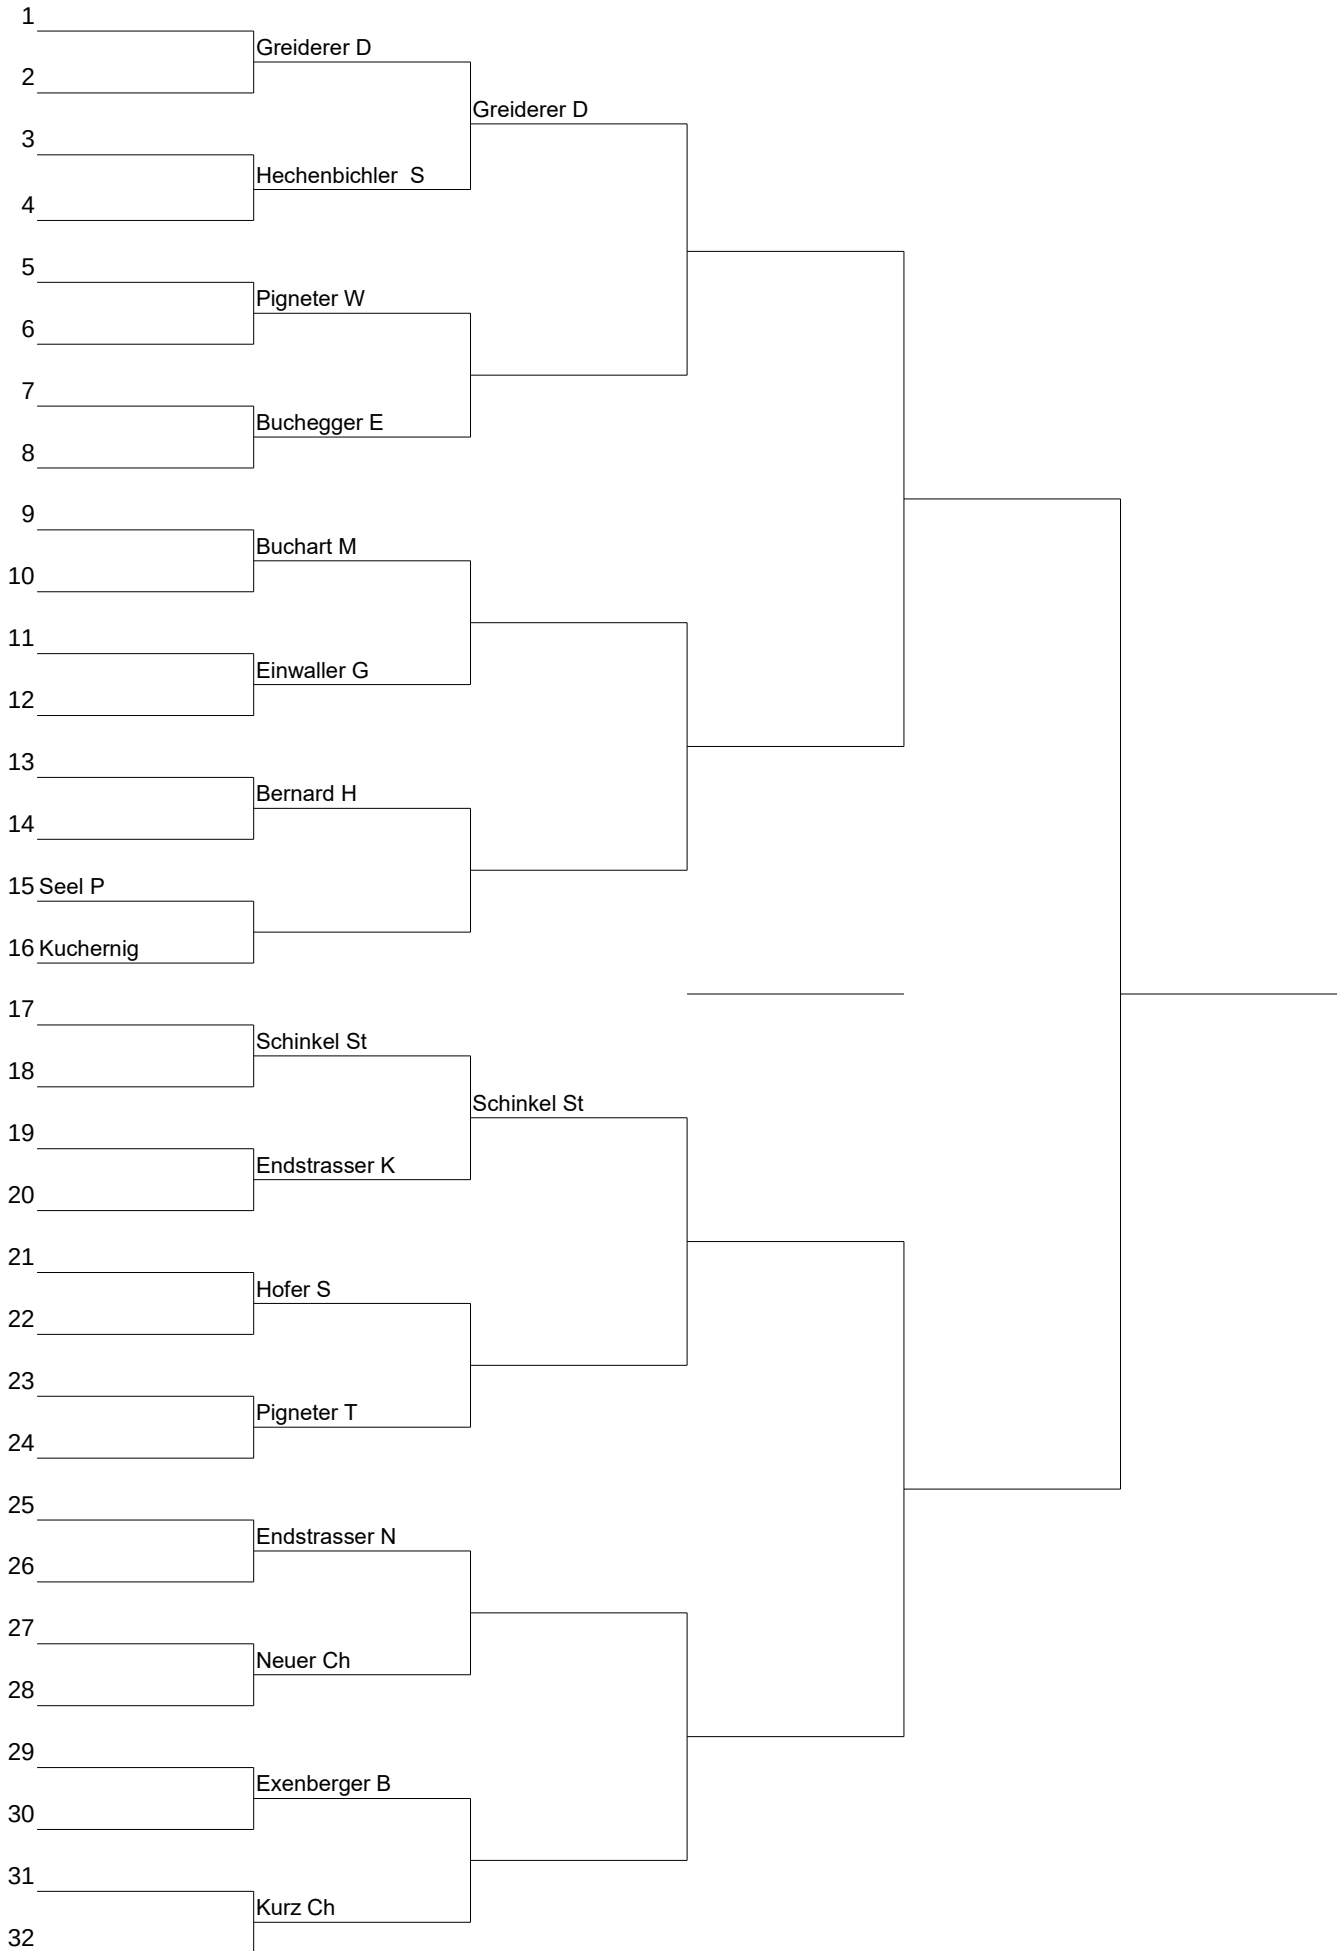 1
Greiderer D
2
Greiderer D
3
Hechenbichler  S
4
5
Pigneter W
6
7
Buchegger E
8
9
Buchart M
10
11
Einwaller G
12
13
Bernard H
14
15 Seel P
16 Kuchernig
17
Schinkel St
18
Schinkel St
19
Endstrasser K
20
21
Hofer S
22
23
Pigneter T
24
25
Endstrasser N
26
27
Neuer Ch
28
29
Exenberger B
30
31
Kurz Ch
32